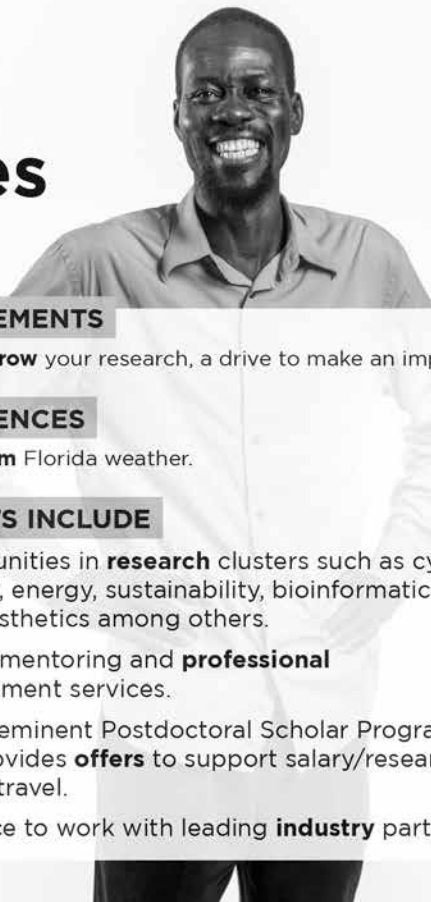 es
EMENTS
row your research, a drive to make an imp
ENCES
m Florida weather.
TS INCLUDE
unities in research clusters such as cy
, energy, sustainability, bioinformatic
sthetics among others.
mentoring and professional
ment services.
eminent Postdoctoral Scholar Progra
ovides offers to support salary/resear
travel.
ce to work with leading industry part